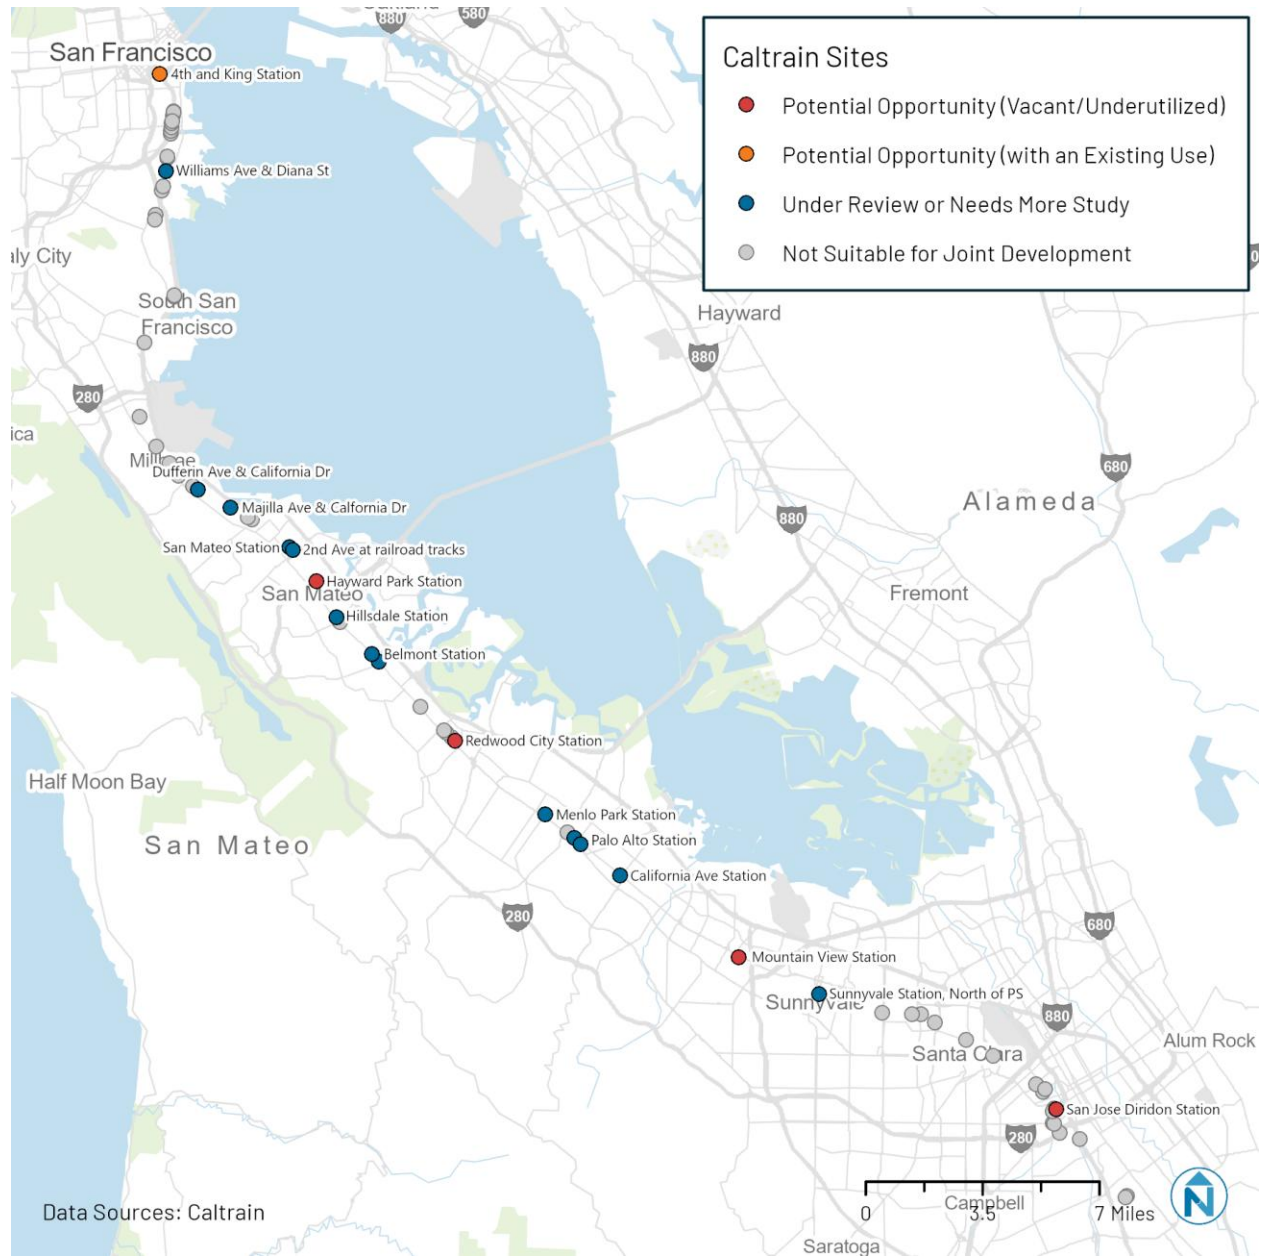 Oakland
880
580
San Francisco
4th and King Station
Caltrain Sites
Potential Opportunity (Vacant/Underutilized)
Potential Opportunity (with an Existing Use)
Under Review or Needs More Study
Not Suitable for Joint Development
Williams Ave & Diana St
aly City
South San
Francisco
Hayward
880
280
ica
Millbrae
Dufferin Ave & California Dr
Majilla Ave & Calfornia Dr
San Mateo Station
2nd Ave at railroad tracks
680
Alameda
880
Hayward Park Station
San Mateo
Fremont
Hillsdale Station
Belmont Station
Redwood City Station
Half Moon Bay
San Mateo
Menlo Park Station
Palo Alto Station
California Ave Station
280
680
Mountain View Station
Sunnyvale Station, North of PS
Sunnyvale
880
Santa Clara
Alum Rock
San Jose Diridon Station
280
Campbell
0 3.5 7 Miles
N
Data Sources: Caltrain
Saratoga